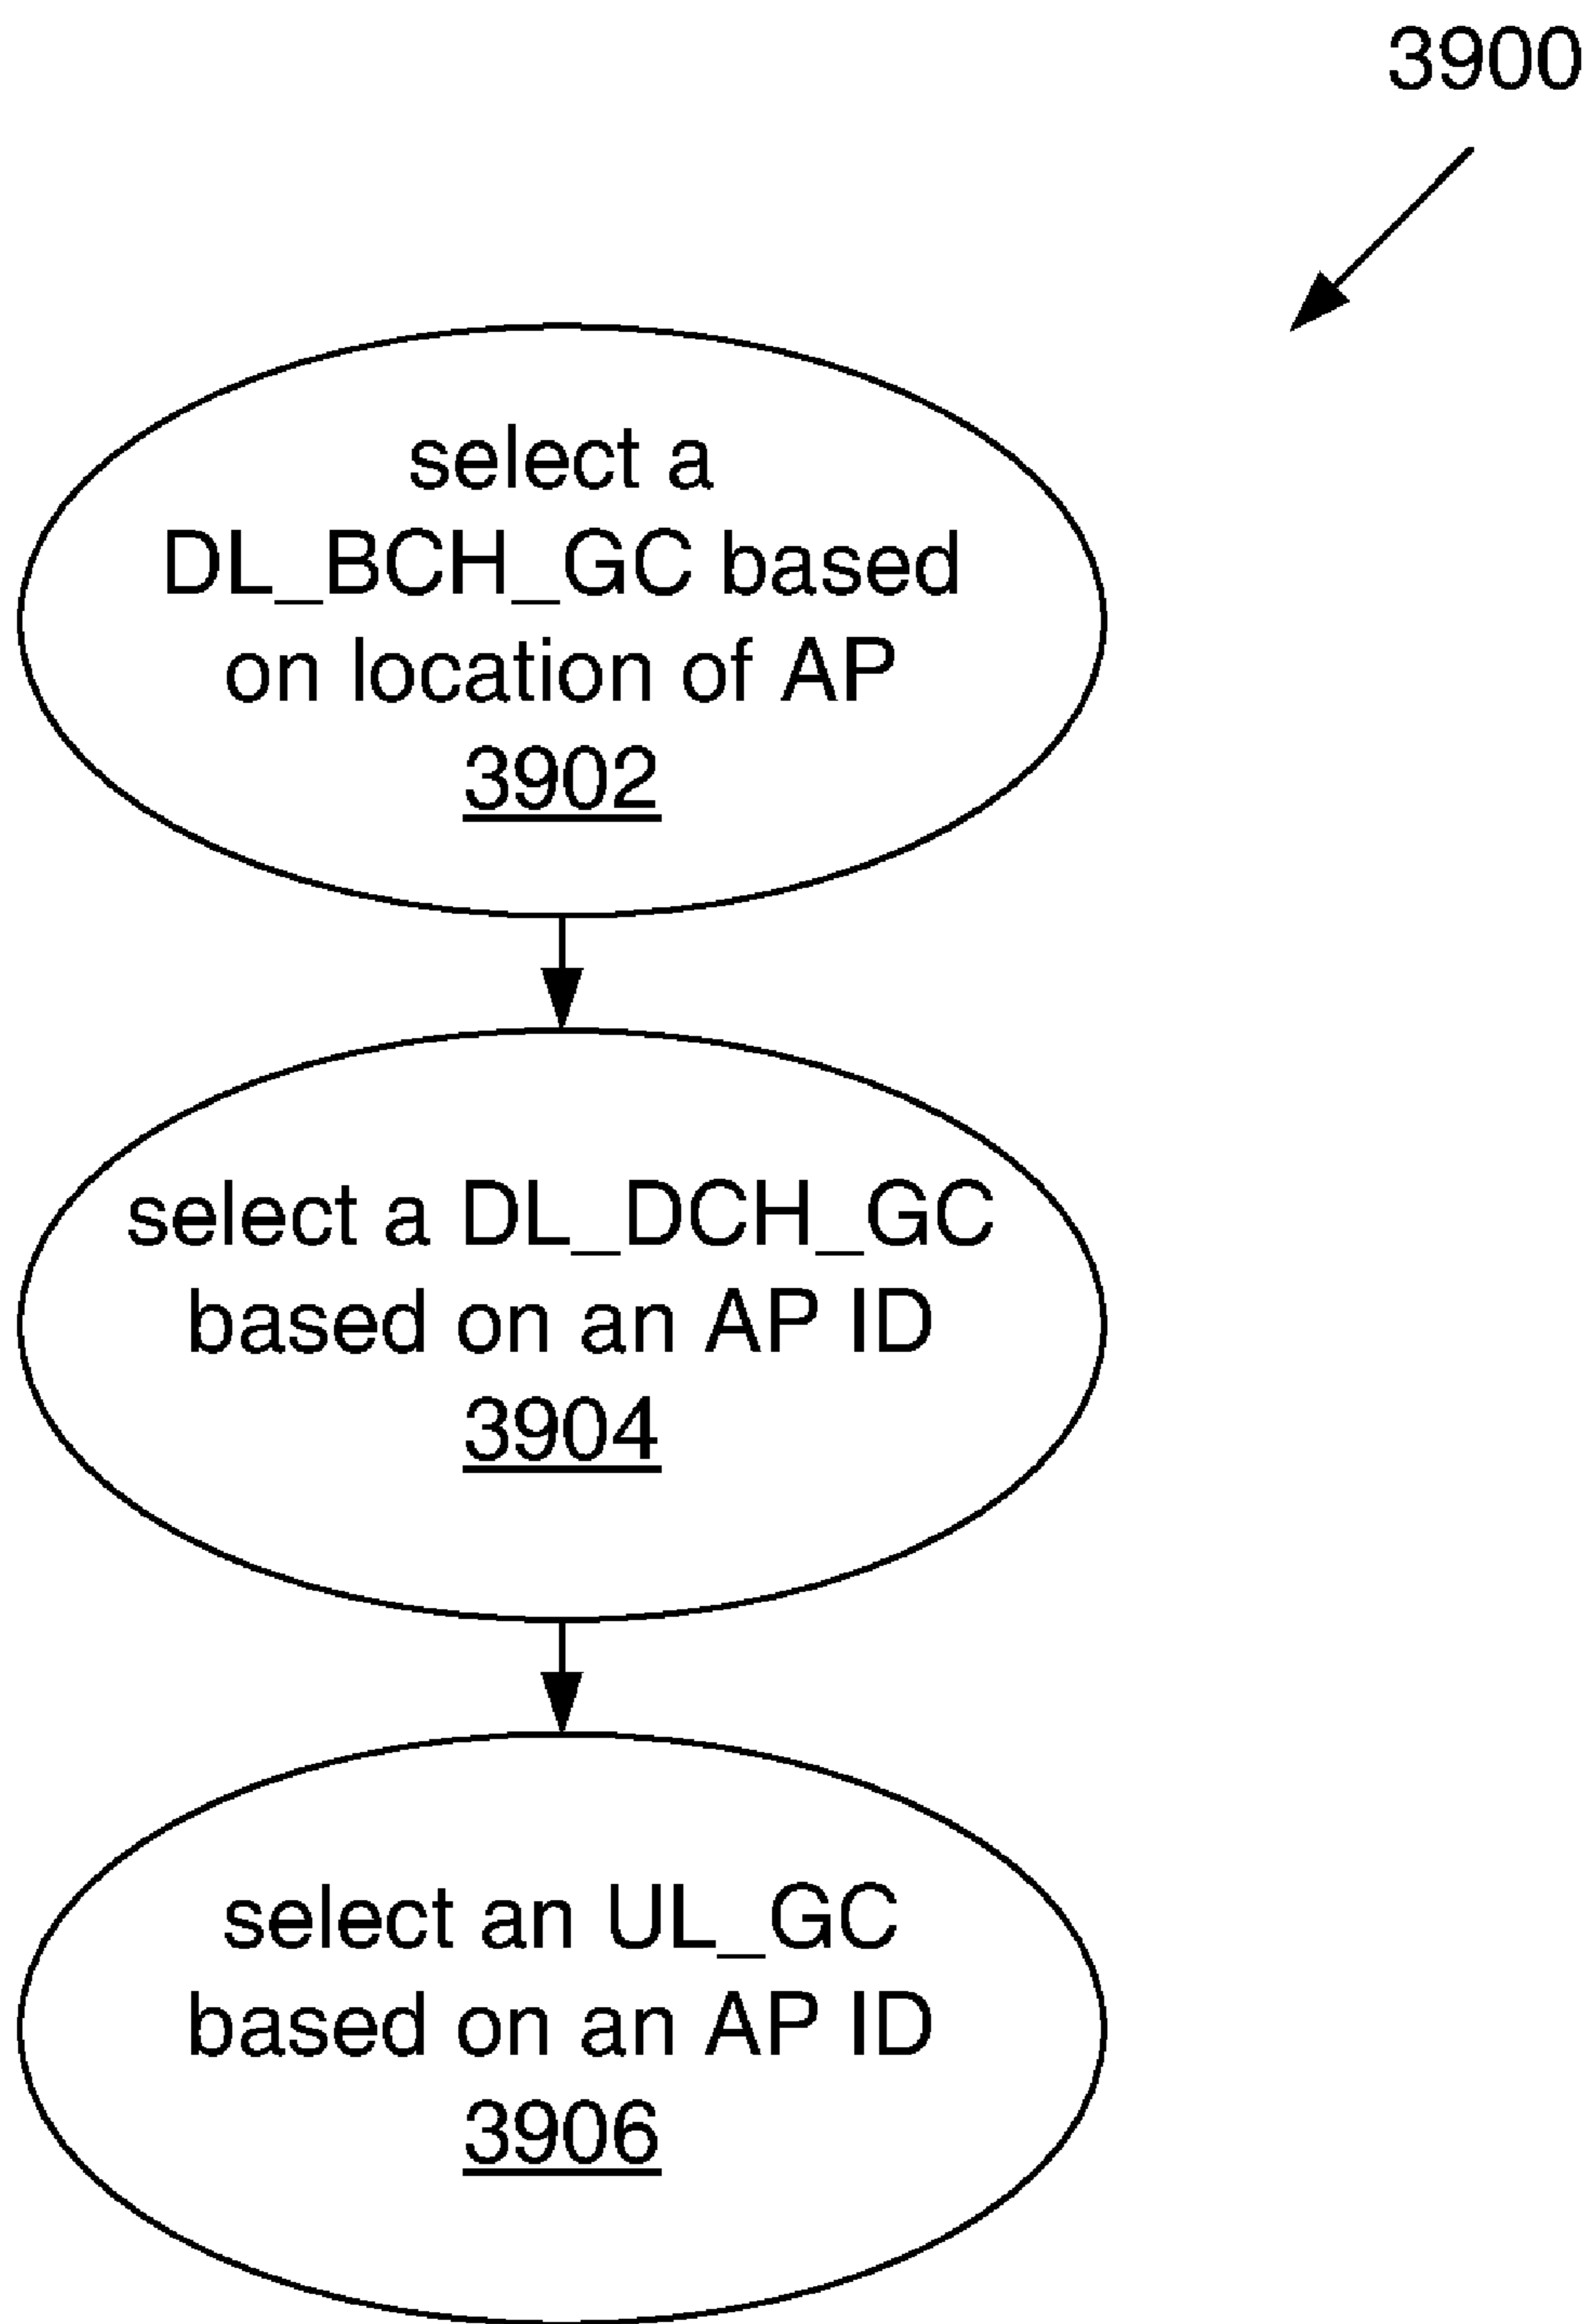 3900
select a
DL_BCH_GC based
on location of AP
3902
select a DL_DCH_GC
based on an AP ID
3904
select an UL_GC
based on an AP ID
3906